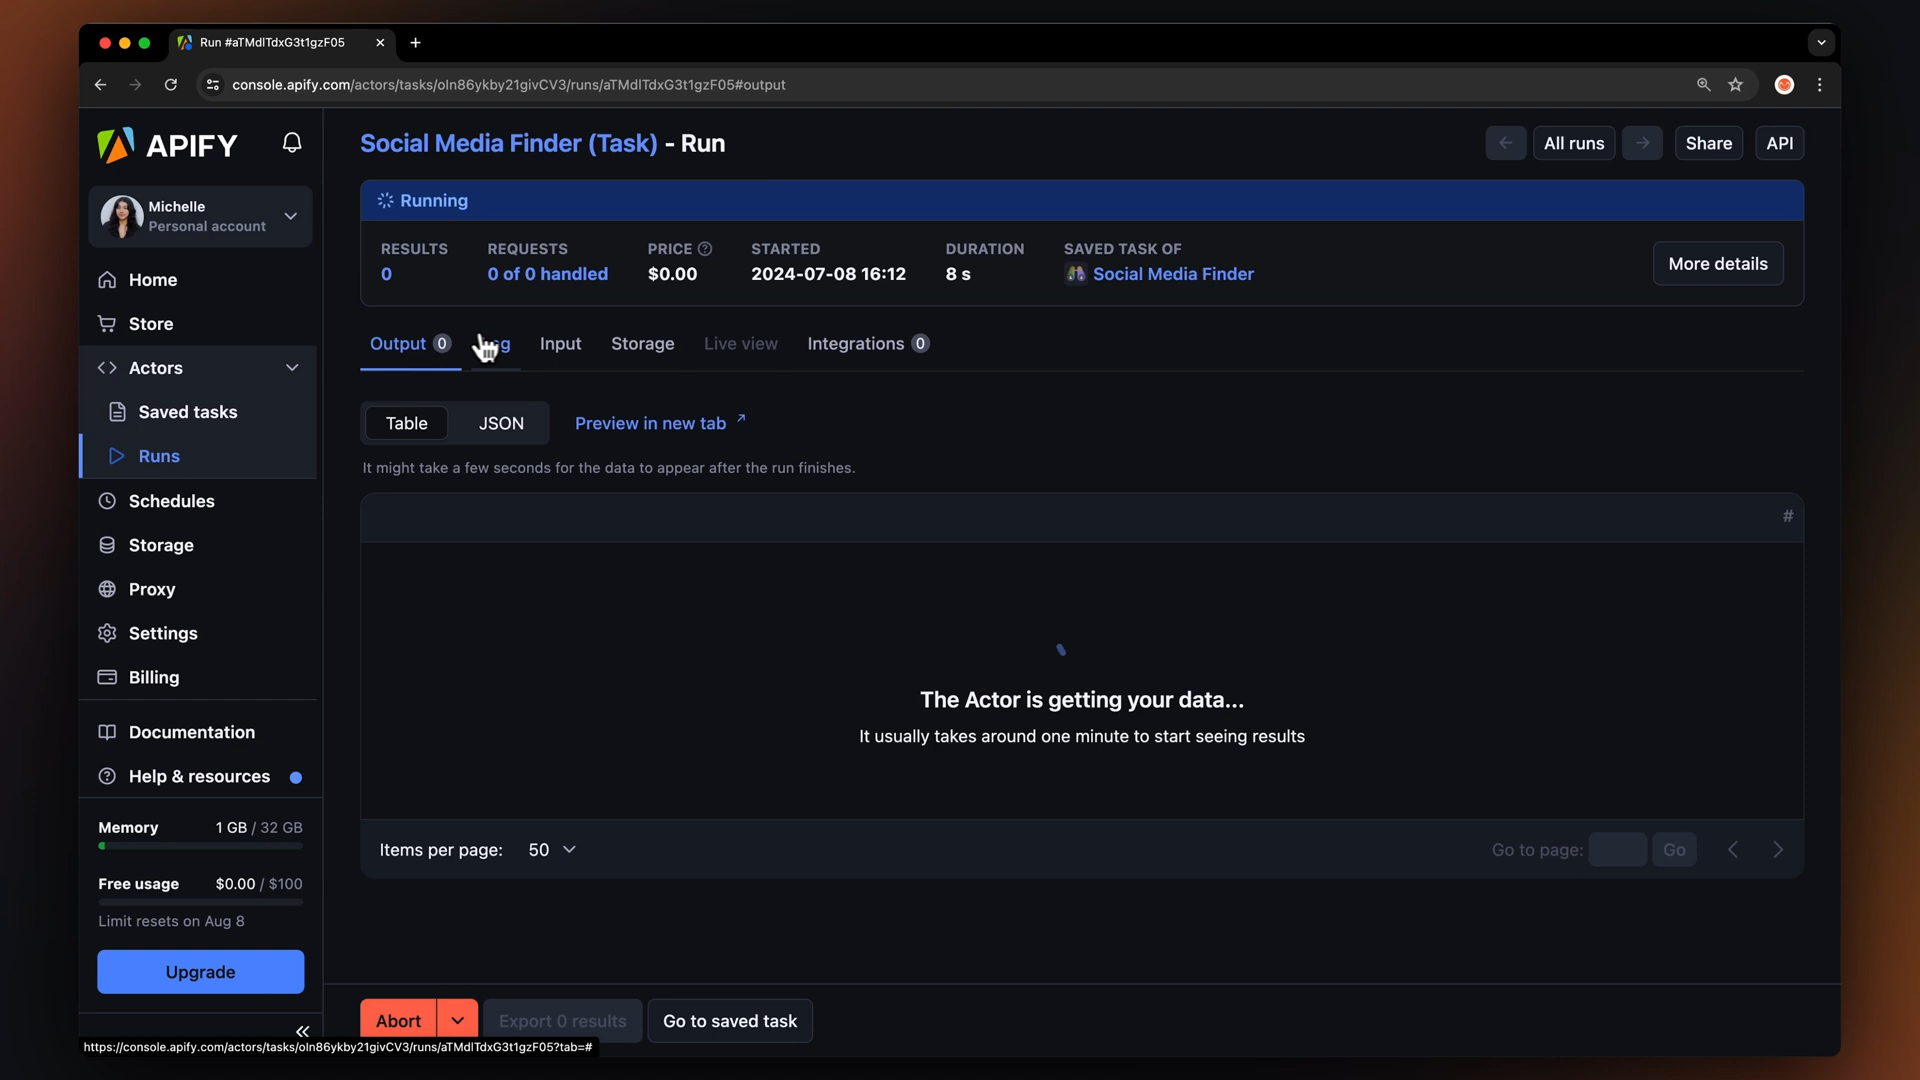 Run #aTMdlTdxG3t1gzF05
console.apify.com/actors/tasks/oln86ykby21givCV3/runs/aTMdlTdxG3t1gzF05#output
APIFY
Michelle
Personal account
Home
Store
Actors
Saved tasks
Runs
Schedules
Storage
Proxy
Settings
Billing
Documentation
Help & resources
Memory 1 GB / 32 GB
Free usage $0.00 / $100
Limit resets on Aug 8
Upgrade
Social Media Finder (Task) - Run
All runs
Share
API
Running
RESULTS REQUESTS PRICE STARTED DURATION SAVED TASK OF
0 0 of 0 handled $0.00 2024-07-08 16:12 8 s Social Media Finder
More details
Output 0 Input Storage Live view Integrations 0
Table JSON Preview in new tab
It might take a few seconds for the data to appear after the run finishes.
#
The Actor is getting your data...
It usually takes around one minute to start seeing results
Items per page: 50 Go to page: Go
Abort Export 0 results Go to saved task
https://console.apify.com/actors/tasks/oln86ykby21givCV3/runs/aTMdlTdxG3t1gzF05?tab=#